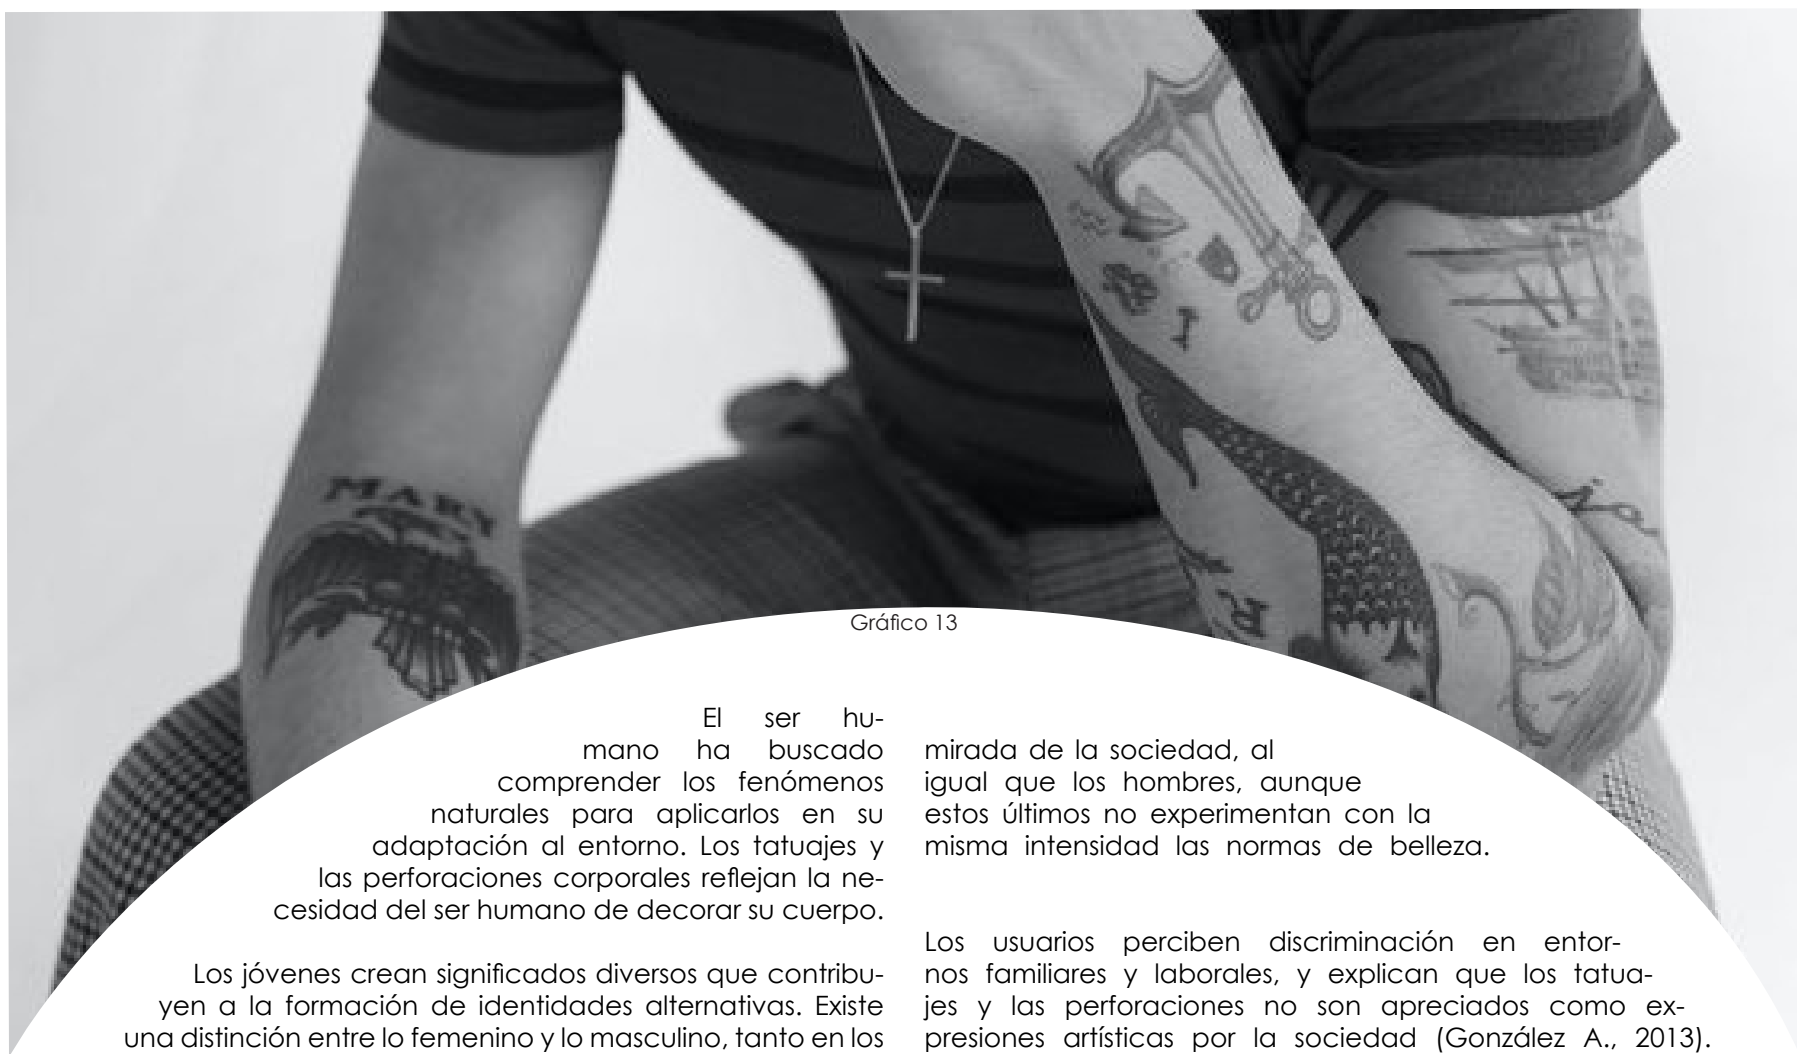 MARY
R
ja
Gráfico 13
El ser hu-
mano ha buscado
comprender los fenómenos
naturales para aplicarlos en su
adaptación al entorno. Los tatuajes y
las perforaciones corporales reflejan la ne-
cesidad del ser humano de decorar su cuerpo.
Los jóvenes crean significados diversos que contribu-
yen a la formación de identidades alternativas. Existe
una distinción entre lo femenino y lo masculino, tanto en los
mirada de la sociedad, al
igual que los hombres, aunque
estos últimos no experimentan con la
misma intensidad las normas de belleza.
Los usuarios perciben discriminación en entor-
nos familiares y laborales, y explican que los tatua-
jes y las perforaciones no son apreciados como ex-
presiones artísticas por la sociedad (González A., 2013).